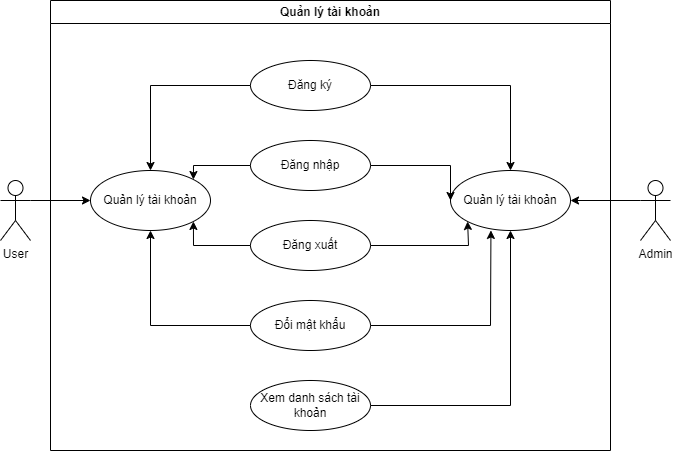 Quản lý tài khoản
Đăng ký
Đăng nhập
Quản lý tài khoản
Quản lý tài khoản
Đăng xuất
User
Admin
Đổi mật khẩu
Xem danh sách tài
khoản